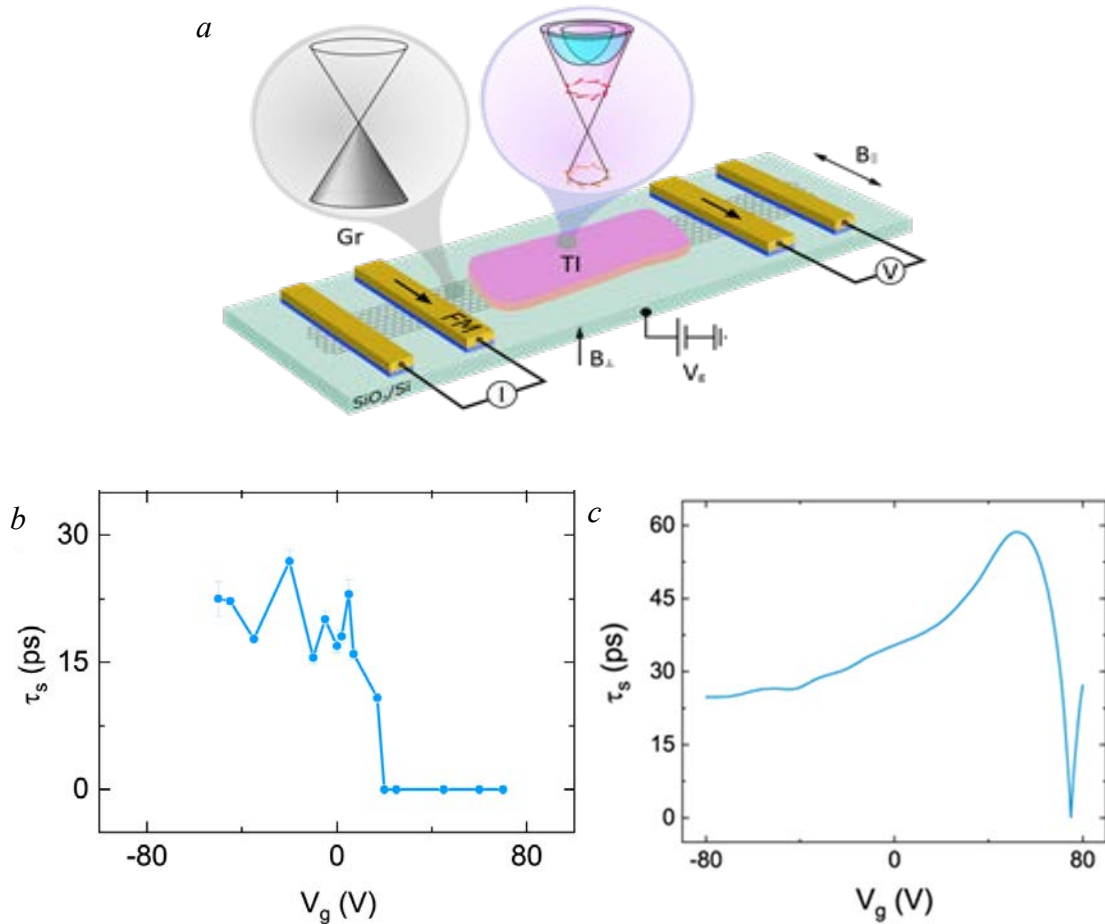 a
Gr
TI
FM
B∥
V
B⊥
Vg
I
SiO₂/Si
b
30
15
0
τs (ps)
-80 0 80
Vg (V)
c
60
45
30
15
0
τs (ps)
-80 0 80
Vg (V)